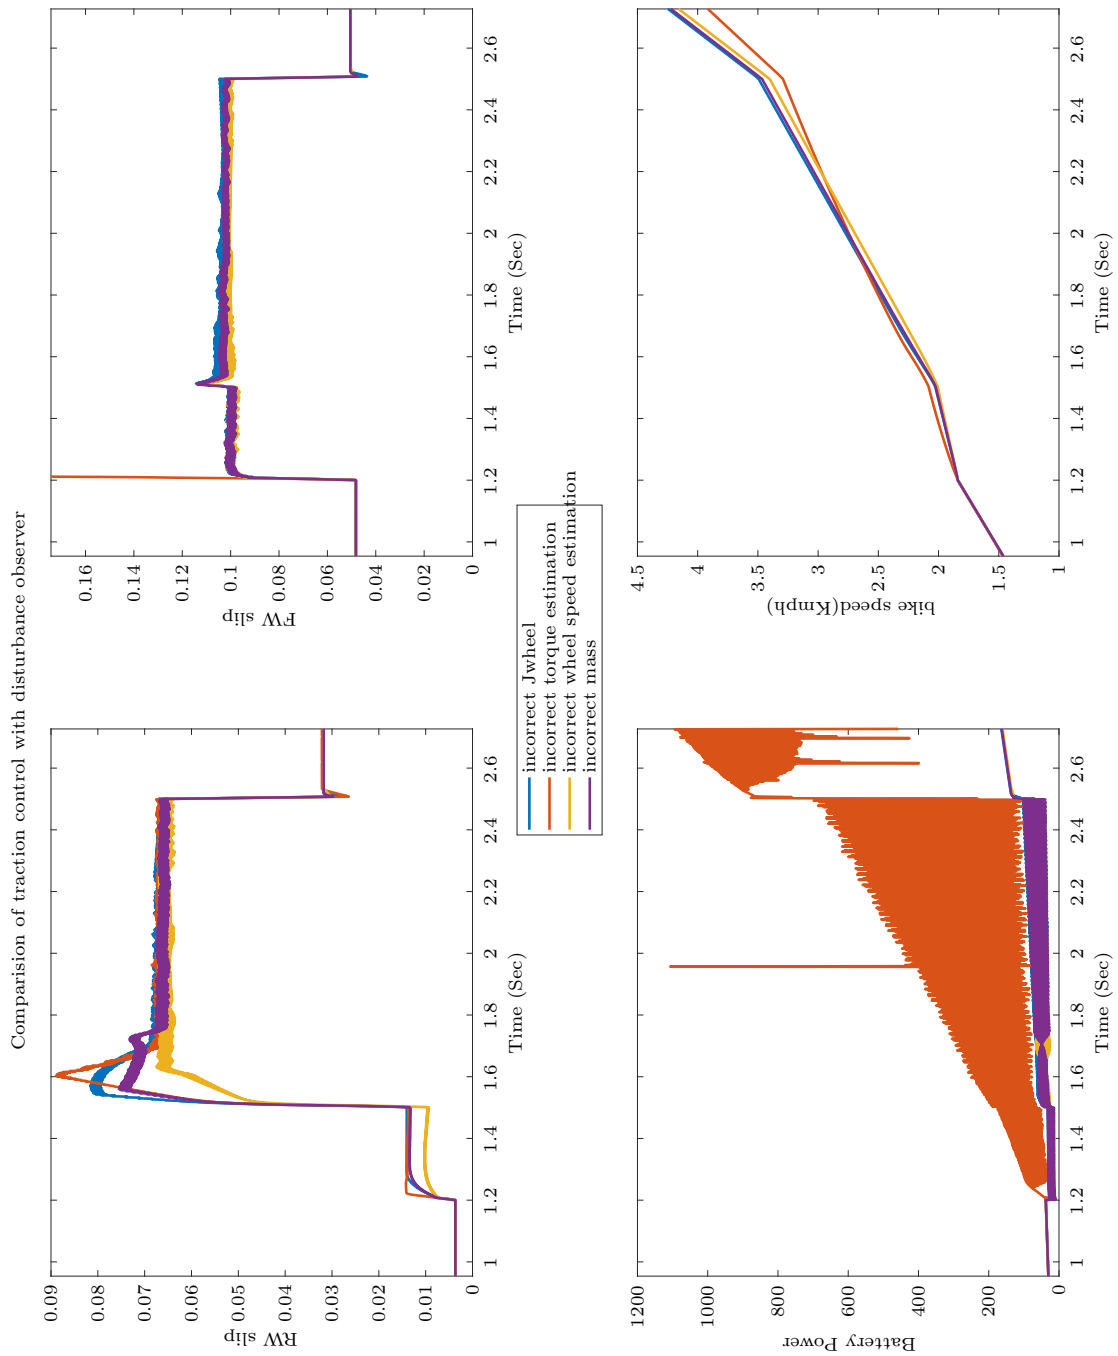 Comparision of traction control with disturbance observer
0.09
0.08
0.07
0.06
0.05
0.04
0.03
0.02
0.01
0
RW slip
1 1.2 1.4 1.6 1.8 2 2.2 2.4 2.6
Time (Sec)
0.16
0.14
0.12
0.1
0.08
0.06
0.04
0.02
0
FW slip
1 1.2 1.4 1.6 1.8 2 2.2 2.4 2.6
Time (Sec)
incorrect Jwheel
incorrect torque estimation
incorrect wheel speed estimation
incorrect mass
1200
1000
800
600
400
200
0
Battery Power
1 1.2 1.4 1.6 1.8 2 2.2 2.4 2.6
Time (Sec)
4.5
4
3.5
3
2.5
2
1.5
1
bike speed(Kmph)
1 1.2 1.4 1.6 1.8 2 2.2 2.4 2.6
Time (Sec)